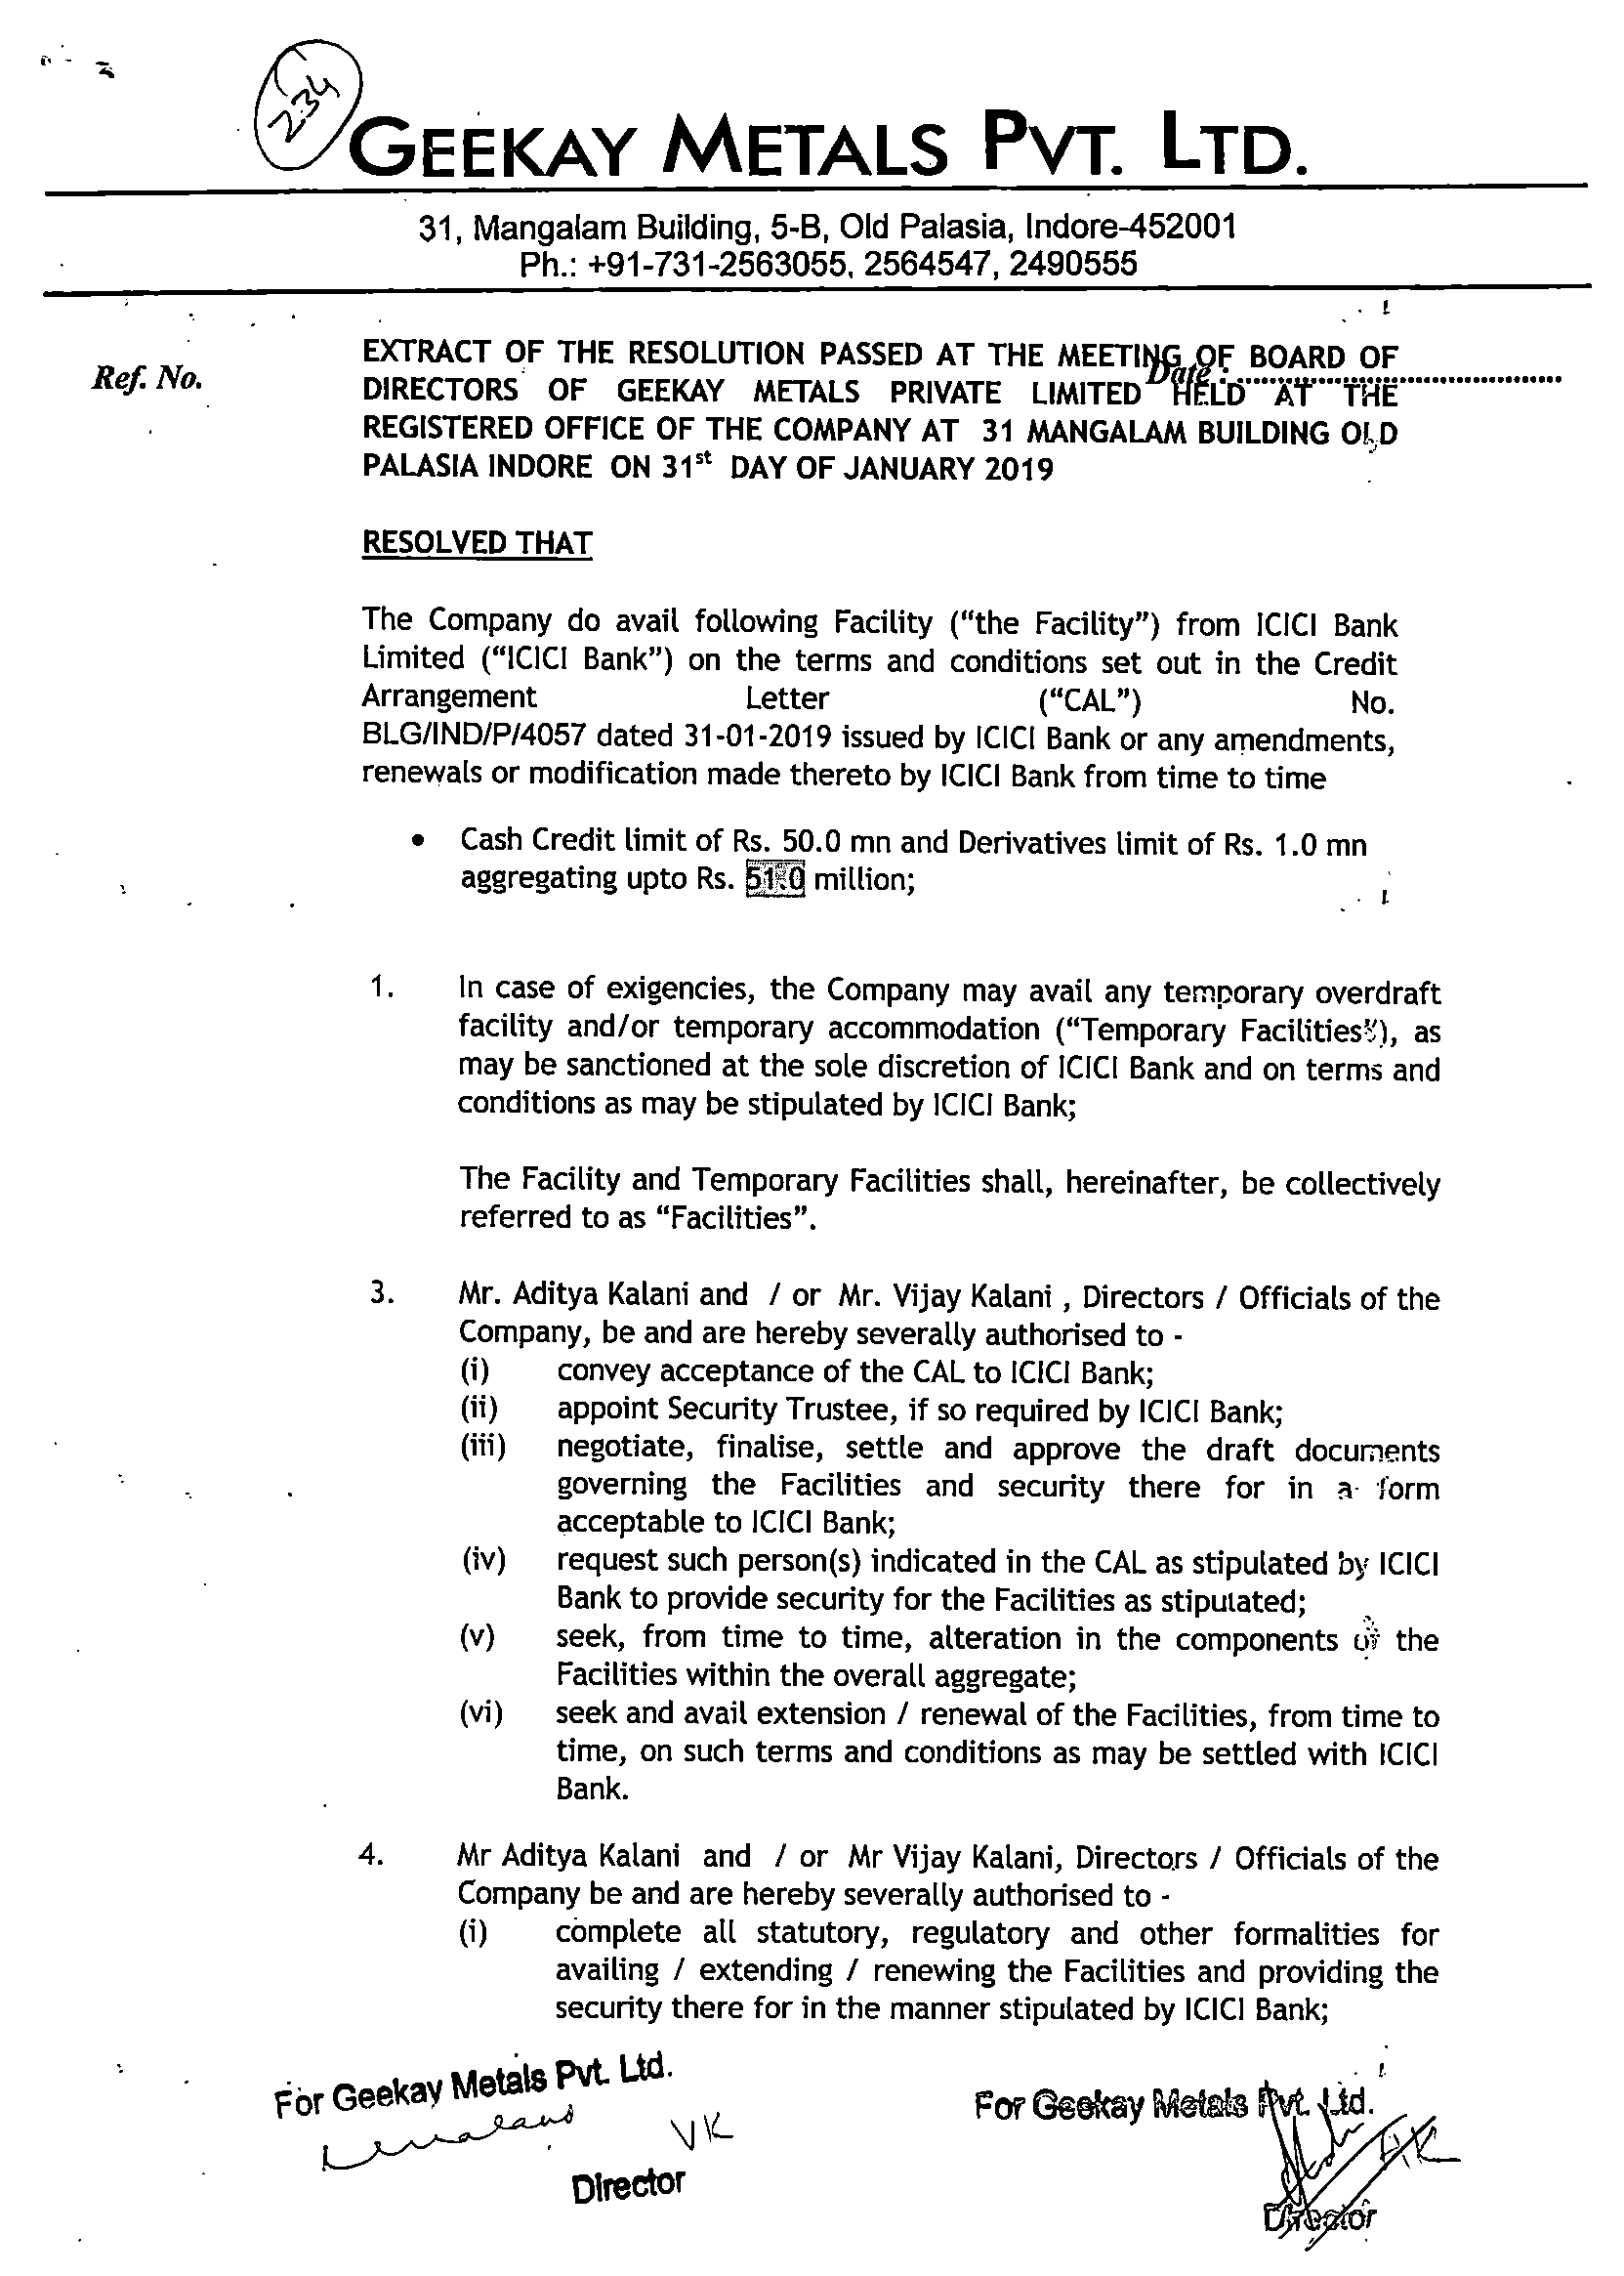 234
GEEKAY METALS PVT. LTD.
31, Mangalam Building, 5-B, Old Palasia, Indore-452001
Ph.: +91-731-2563055, 2564547, 2490555
Ref. No.
Date :
EXTRACT OF THE RESOLUTION PASSED AT THE MEETING OF BOARD OF
DIRECTORS OF GEEKAY METALS PRIVATE LIMITED HELD AT THE
REGISTERED OFFICE OF THE COMPANY AT 31 MANGALAM BUILDING OLD
PALASIA INDORE ON 31st DAY OF JANUARY 2019
RESOLVED THAT
The Company do avail following Facility (“the Facility”) from ICICI Bank
Limited (“ICICI Bank”) on the terms and conditions set out in the Credit
Arrangement Letter (“CAL”) No.
BLG/IND/P/4057 dated 31-01-2019 issued by ICICI Bank or any amendments,
renewals or modification made thereto by ICICI Bank from time to time
• Cash Credit limit of Rs. 50.0 mn and Derivatives limit of Rs. 1.0 mn
aggregating upto Rs. 51.0 million;
1. In case of exigencies, the Company may avail any temporary overdraft
facility and/or temporary accommodation (“Temporary Facilities”), as
may be sanctioned at the sole discretion of ICICI Bank and on terms and
conditions as may be stipulated by ICICI Bank;
The Facility and Temporary Facilities shall, hereinafter, be collectively
referred to as “Facilities”.
3. Mr. Aditya Kalani and / or Mr. Vijay Kalani , Directors / Officials of the
Company, be and are hereby severally authorised to -
(i) convey acceptance of the CAL to ICICI Bank;
(ii) appoint Security Trustee, if so required by ICICI Bank;
(iii) negotiate, finalise, settle and approve the draft documents
governing the Facilities and security there for in a form
acceptable to ICICI Bank;
(iv) request such person(s) indicated in the CAL as stipulated by ICICI
Bank to provide security for the Facilities as stipulated;
(v) seek, from time to time, alteration in the components of the
Facilities within the overall aggregate;
(vi) seek and avail extension / renewal of the Facilities, from time to
time, on such terms and conditions as may be settled with ICICI
Bank.
4. Mr Aditya Kalani and / or Mr Vijay Kalani, Directors / Officials of the
Company be and are hereby severally authorised to -
(i) complete all statutory, regulatory and other formalities for
availing / extending / renewing the Facilities and providing the
security there for in the manner stipulated by ICICI Bank;
For Geekay Metals Pvt. Ltd.
VK
Director
For Geekay Metals Pvt. Ltd.
Director